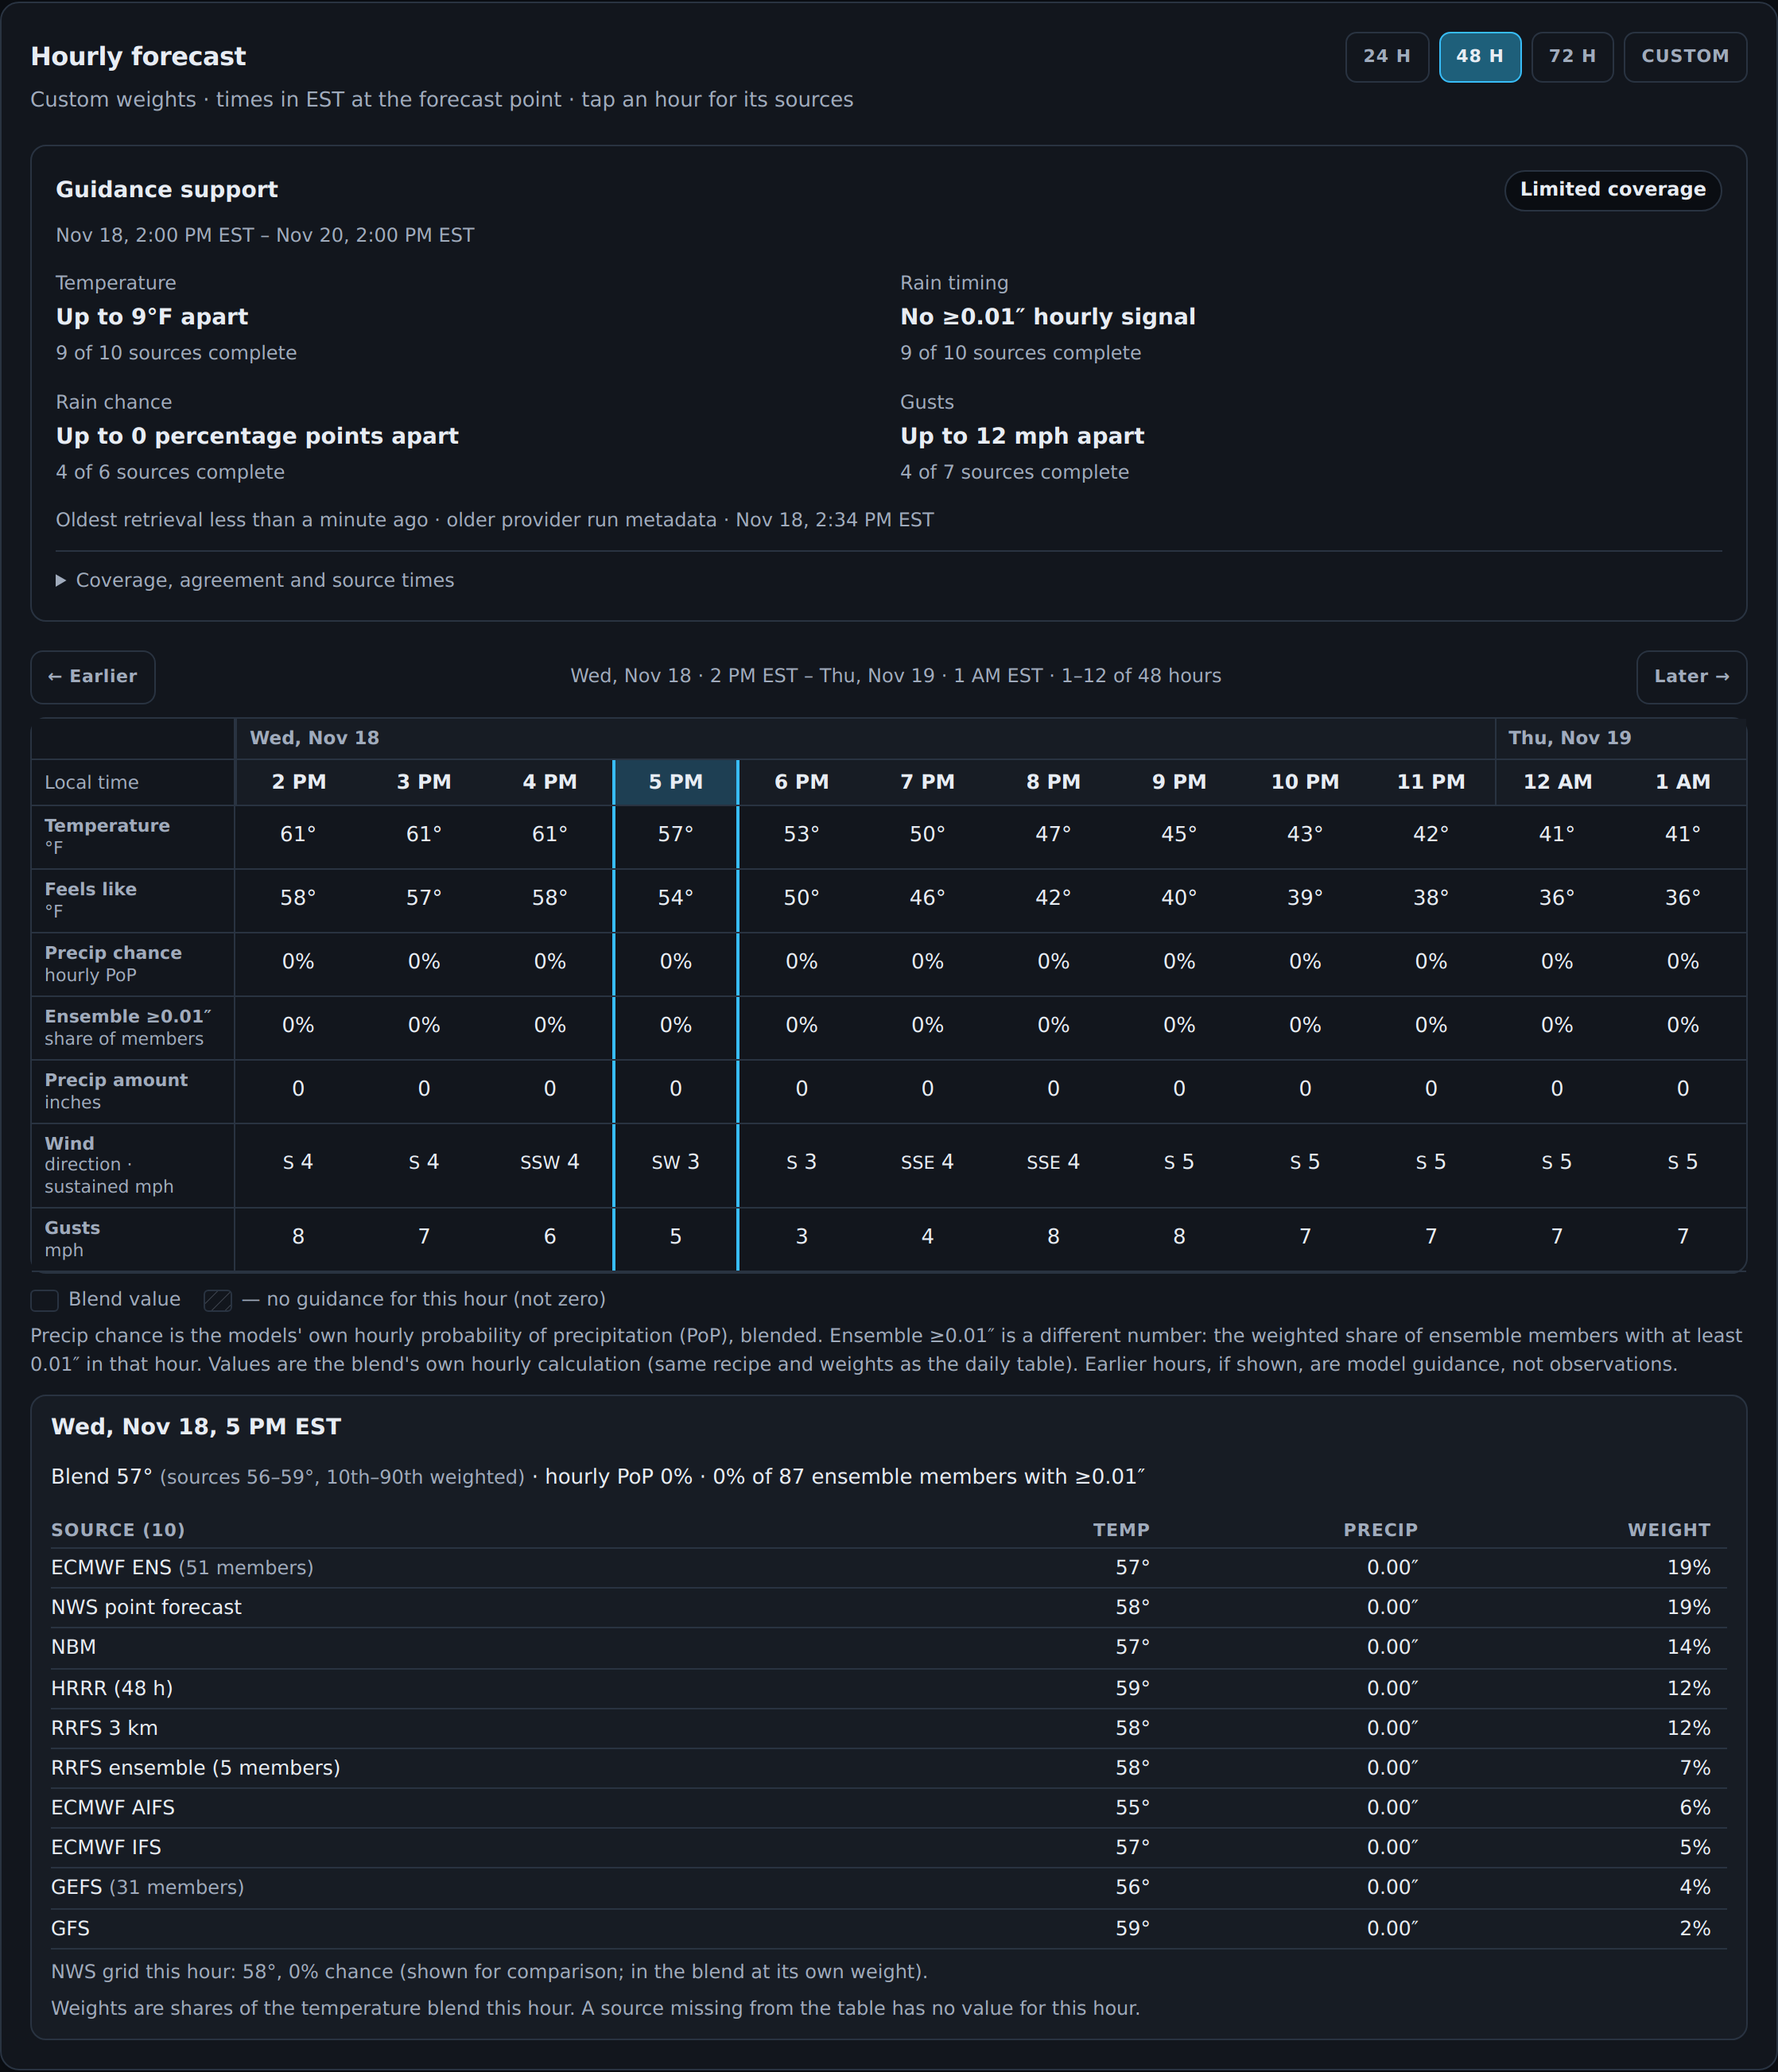 Hourly forecast
24 H 48 H 72 H CUSTOM
Custom weights · times in EST at the forecast point · tap an hour for its sources
Guidance support
Limited coverage
Nov 18, 2:00 PM EST – Nov 20, 2:00 PM EST
Temperature
Up to 9°F apart
9 of 10 sources complete
Rain timing
No ≥0.01″ hourly signal
9 of 10 sources complete
Rain chance
Up to 0 percentage points apart
4 of 6 sources complete
Gusts
Up to 12 mph apart
4 of 7 sources complete
Oldest retrieval less than a minute ago · older provider run metadata · Nov 18, 2:34 PM EST
▶ Coverage, agreement and source times
← Earlier
Wed, Nov 18 · 2 PM EST – Thu, Nov 19 · 1 AM EST · 1–12 of 48 hours
Later →
Wed, Nov 18 Thu, Nov 19
Local time 2 PM 3 PM 4 PM 5 PM 6 PM 7 PM 8 PM 9 PM 10 PM 11 PM 12 AM 1 AM
Temperature °F 61° 61° 61° 57° 53° 50° 47° 45° 43° 42° 41° 41°
Feels like °F 58° 57° 58° 54° 50° 46° 42° 40° 39° 38° 36° 36°
Precip chance hourly PoP 0% 0% 0% 0% 0% 0% 0% 0% 0% 0% 0% 0%
Ensemble ≥0.01″ share of members 0% 0% 0% 0% 0% 0% 0% 0% 0% 0% 0% 0%
Precip amount inches 0 0 0 0 0 0 0 0 0 0 0 0
Wind direction · sustained mph S 4 S 4 SSW 4 SW 3 S 3 SSE 4 SSE 4 S 5 S 5 S 5 S 5 S 5
Gusts mph 8 7 6 5 3 4 8 8 7 7 7 7
Blend value — no guidance for this hour (not zero)
Precip chance is the models' own hourly probability of precipitation (PoP), blended. Ensemble ≥0.01″ is a different number: the weighted share of ensemble members with at least
0.01″ in that hour. Values are the blend's own hourly calculation (same recipe and weights as the daily table). Earlier hours, if shown, are model guidance, not observations.
Wed, Nov 18, 5 PM EST
Blend 57° (sources 56–59°, 10th–90th weighted) · hourly PoP 0% · 0% of 87 ensemble members with ≥0.01″
SOURCE (10) TEMP PRECIP WEIGHT
ECMWF ENS (51 members) 57° 0.00″ 19%
NWS point forecast 58° 0.00″ 19%
NBM 57° 0.00″ 14%
HRRR (48 h) 59° 0.00″ 12%
RRFS 3 km 58° 0.00″ 12%
RRFS ensemble (5 members) 58° 0.00″ 7%
ECMWF AIFS 55° 0.00″ 6%
ECMWF IFS 57° 0.00″ 5%
GEFS (31 members) 56° 0.00″ 4%
GFS 59° 0.00″ 2%
NWS grid this hour: 58°, 0% chance (shown for comparison; in the blend at its own weight).
Weights are shares of the temperature blend this hour. A source missing from the table has no value for this hour.